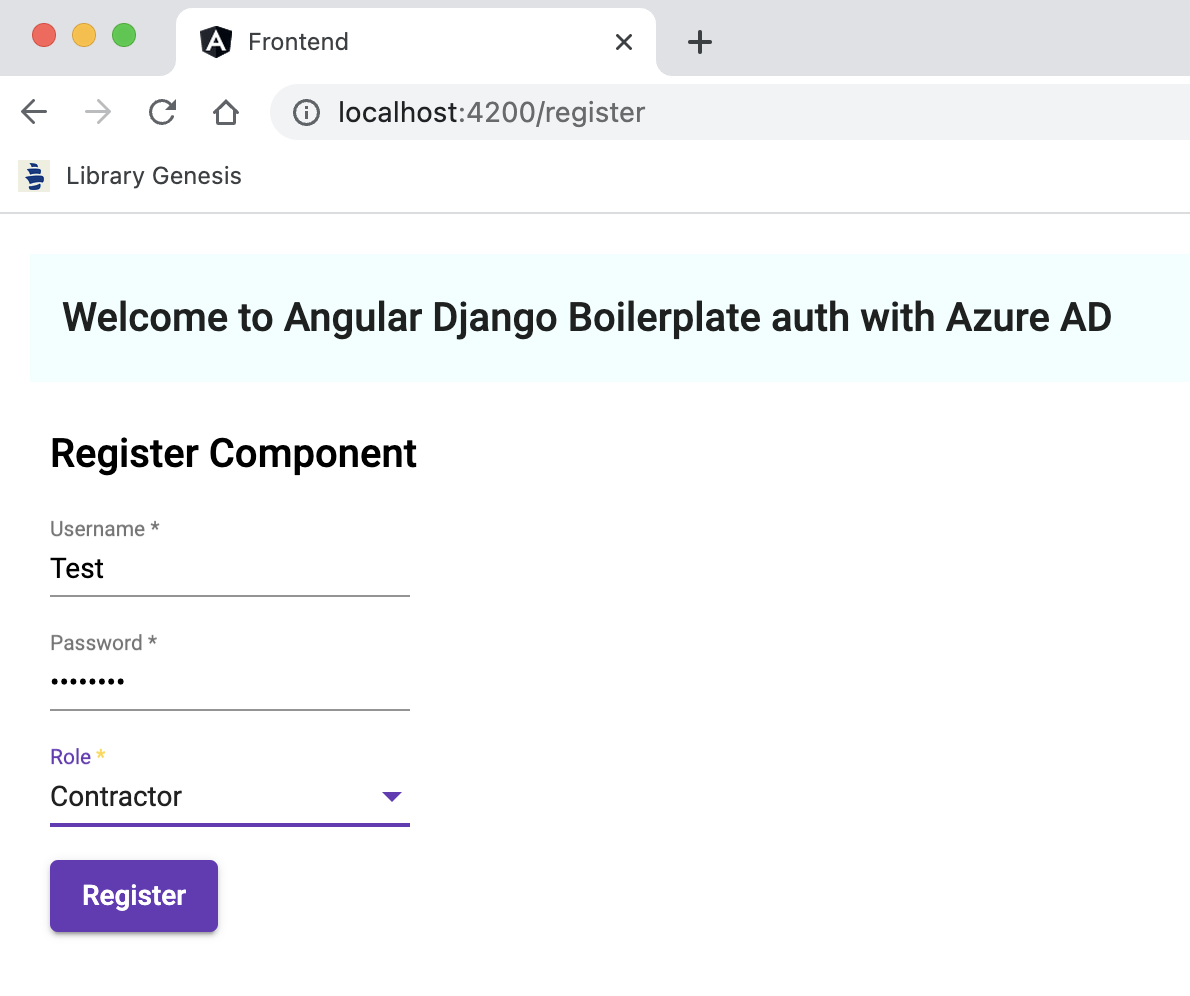 Frontend
localhost:4200/register
Library Genesis
Welcome to Angular Django Boilerplate auth with Azure AD
Register Component
Username *
Test
Password *
••••••••
Role *
Contractor
Register